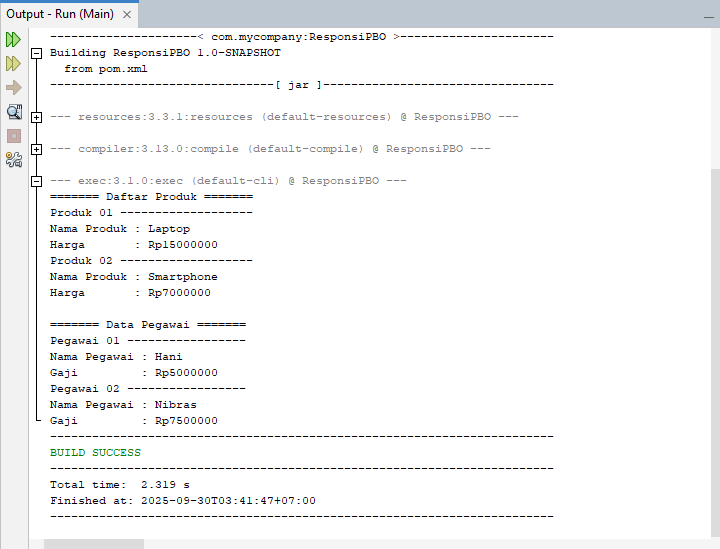 Output - Run (Main) ×
---------------------< com.mycompany:ResponsiPBO >----------------------
Building ResponsiPBO 1.0-SNAPSHOT
  from pom.xml
--------------------------------[ jar ]---------------------------------
--- resources:3.3.1:resources (default-resources) @ ResponsiPBO ---
--- compiler:3.13.0:compile (default-compile) @ ResponsiPBO ---
--- exec:3.1.0:exec (default-cli) @ ResponsiPBO ---
======= Daftar Produk =======
Produk 01 -------------------
Nama Produk : Laptop
Harga       : Rp15000000
Produk 02 -------------------
Nama Produk : Smartphone
Harga       : Rp7000000
======= Data Pegawai =======
Pegawai 01 -----------------
Nama Pegawai : Hani
Gaji         : Rp5000000
Pegawai 02 -----------------
Nama Pegawai : Nibras
Gaji         : Rp7500000
------------------------------------------------------------------------
BUILD SUCCESS
------------------------------------------------------------------------
Total time:  2.319 s
Finished at: 2025-09-30T03:41:47+07:00
------------------------------------------------------------------------